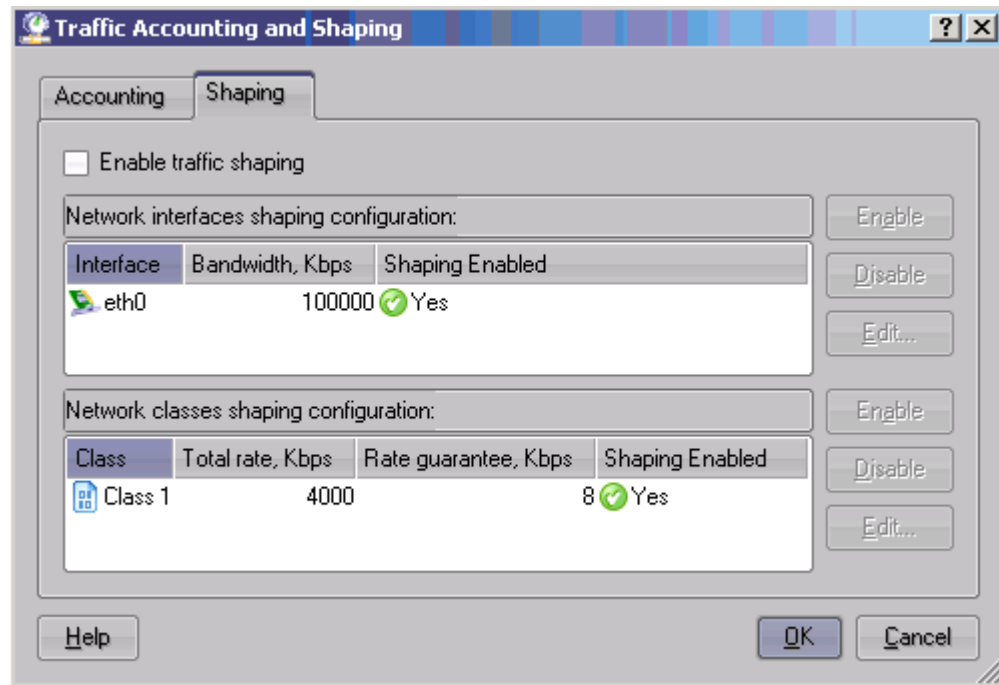 Traffic Accounting and Shaping
Accounting Shaping
Enable traffic shaping
Network interfaces shaping configuration:
Enable
Interface Bandwidth, Kbps Shaping Enabled
Disable
eth0 100000 Yes
Edit...
Network classes shaping configuration:
Enable
Class Total rate, Kbps Rate guarantee, Kbps Shaping Enabled
Disable
Class 1 4000 8 Yes
Edit...
Help OK Cancel